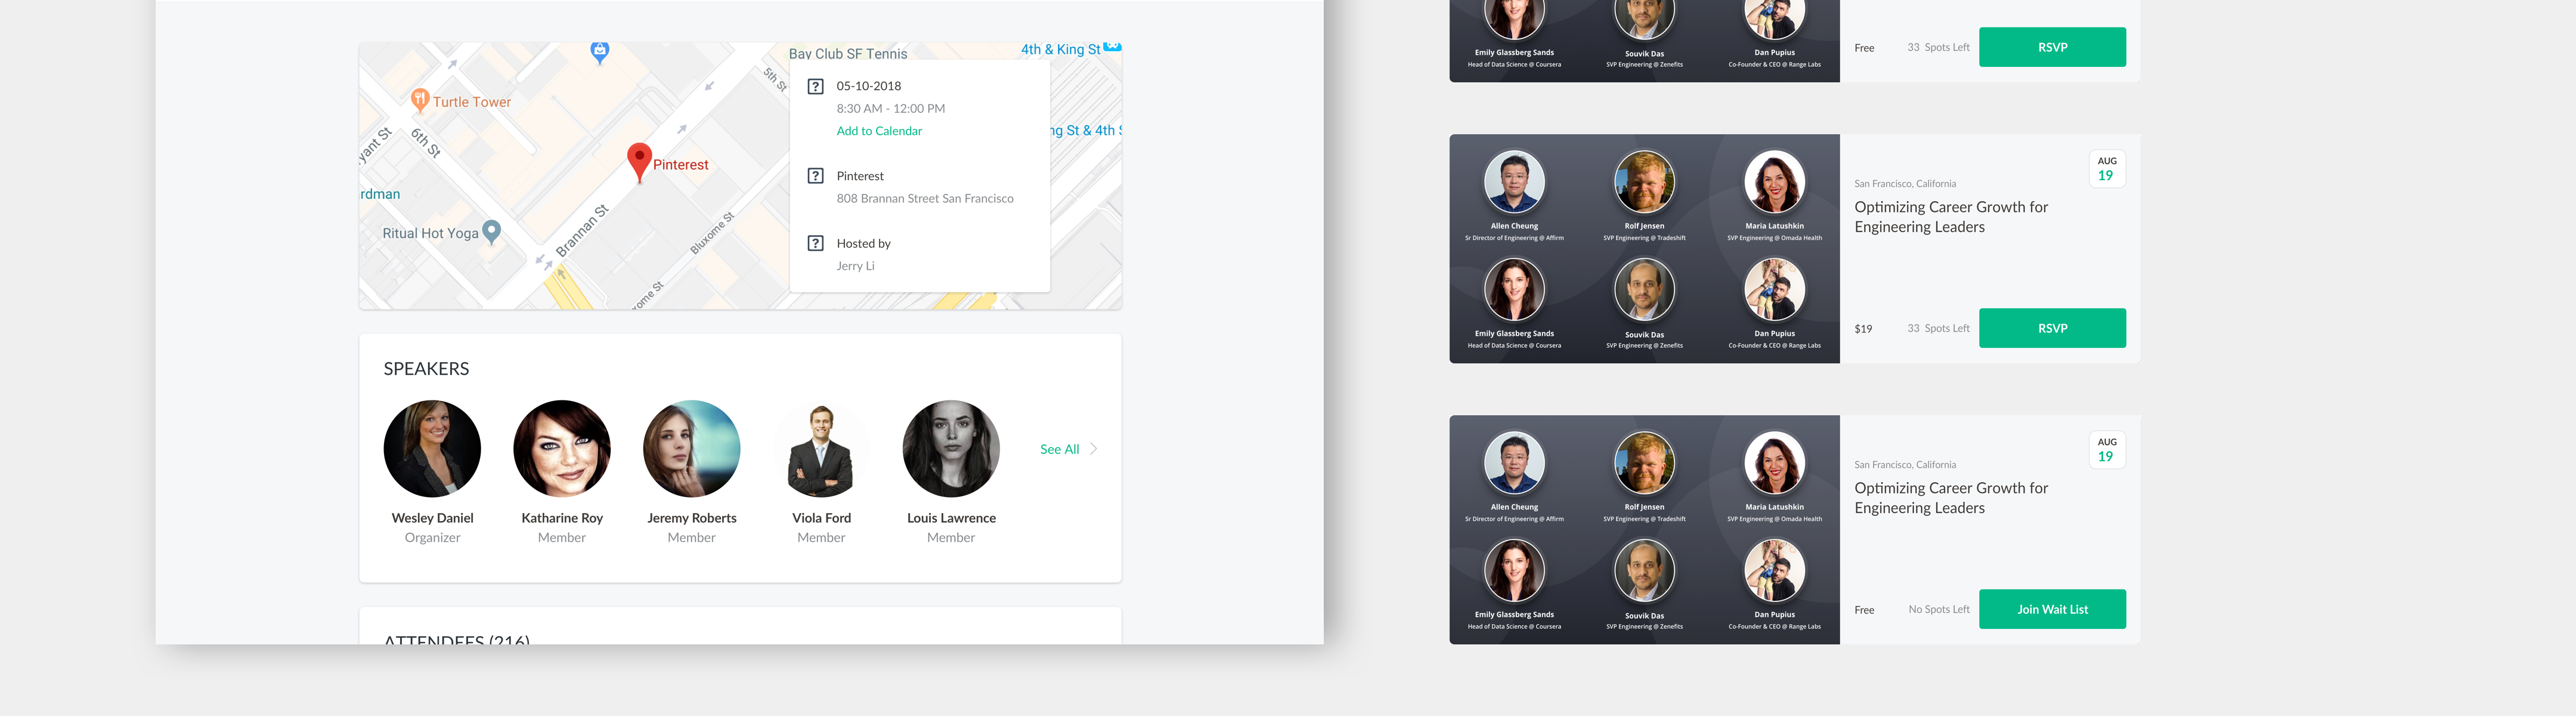 Bay Club SF Tennis
4th & King St
5th St
Turtle Tower
6th St
yant St
Pinterest
ng St & 4th S
rdman
Ritual Hot Yoga
Brannan St
Bluxome St
ome St
05-10-2018
8:30 AM - 12:00 PM
Add to Calendar
Pinterest
808 Brannan Street San Francisco
Hosted by
Jerry Li
SPEAKERS
Wesley Daniel
Organizer
Katharine Roy
Member
Jeremy Roberts
Member
Viola Ford
Member
Louis Lawrence
Member
See All
ATTENDEES (216)
Emily Glassberg Sands
Head of Data Science @ Coursera
Souvik Das
SVP Engineering @ Zenefits
Dan Pupius
Co-Founder & CEO @ Range Labs
Free
33 Spots Left
RSVP
Allen Cheung
Sr Director of Engineering @ Affirm
Rolf Jensen
SVP Engineering @ Tradeshift
Maria Latushkin
SVP Engineering @ Omada Health
Emily Glassberg Sands
Head of Data Science @ Coursera
Souvik Das
SVP Engineering @ Zenefits
Dan Pupius
Co-Founder & CEO @ Range Labs
AUG
19
San Francisco, California
Optimizing Career Growth for
Engineering Leaders
$19
33 Spots Left
RSVP
Allen Cheung
Sr Director of Engineering @ Affirm
Rolf Jensen
SVP Engineering @ Tradeshift
Maria Latushkin
SVP Engineering @ Omada Health
Emily Glassberg Sands
Head of Data Science @ Coursera
Souvik Das
SVP Engineering @ Zenefits
Dan Pupius
Co-Founder & CEO @ Range Labs
AUG
19
San Francisco, California
Optimizing Career Growth for
Engineering Leaders
Free
No Spots Left
Join Wait List